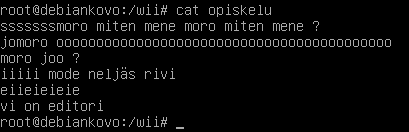 root@debiankovo:/wii# cat opiskelu
sssssssmoro miten mene moro miten mene ?
jomoro oooooooooooooooooooooooooooooooooooooooooo
moro joo ?
iiiii mode neljäs rivi
eiieieieie
vi on editori
root@debiankovo:/wii# _